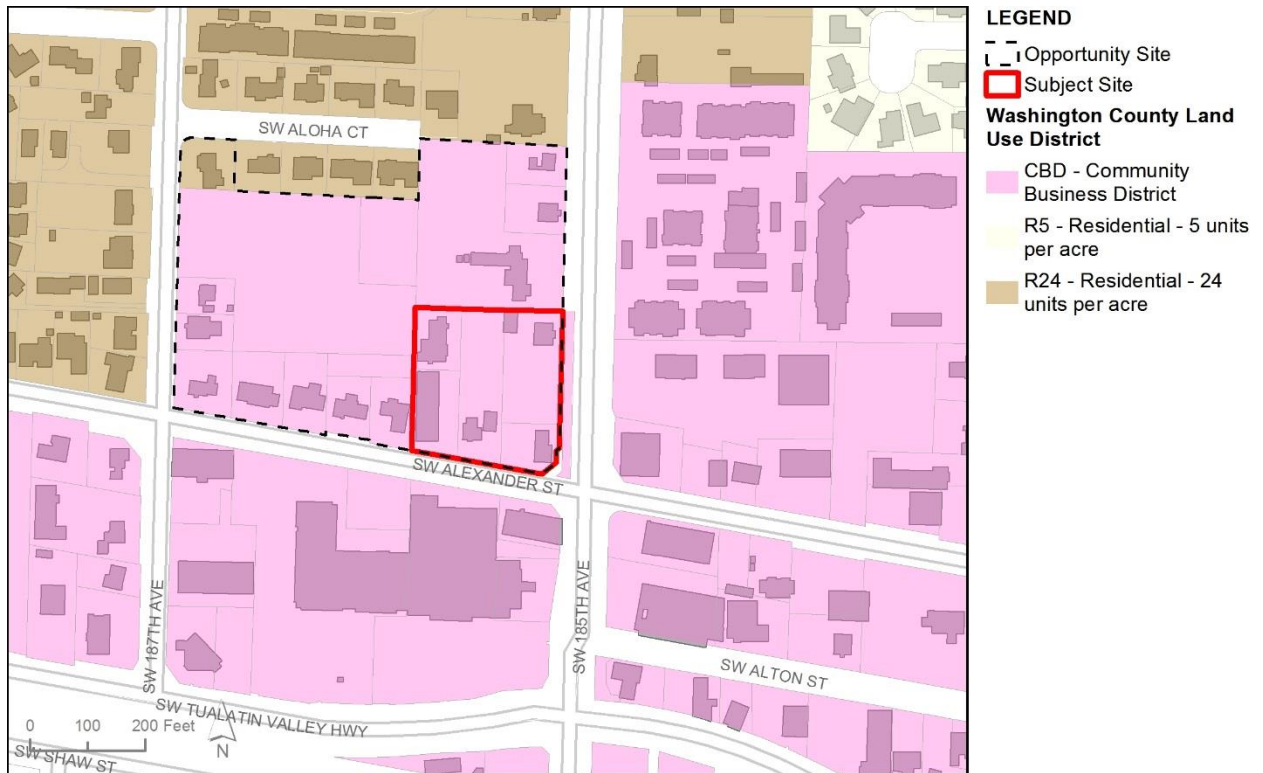 LEGEND
Opportunity Site
Subject Site
Washington County Land
Use District
CBD - Community
Business District
R5 - Residential - 5 units
per acre
R24 - Residential - 24
units per acre
SW ALOHA CT
SW ALEXANDER ST
SW 187TH AVE
SW 185TH AVE
SW ALTON ST
SW TUALATIN VALLEY HWY
0 100 200 Feet
N
SW SHAW ST